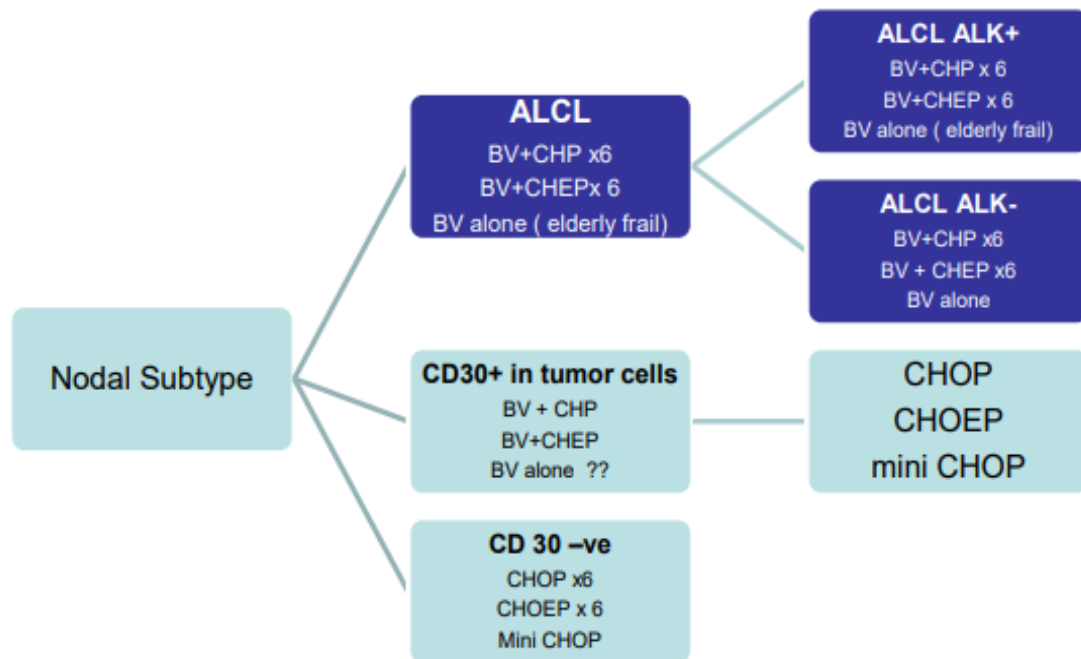 Nodal Subtype
ALCL
BV+CHP x6
BV+CHEPx 6
BV alone ( elderly frail)
ALCL ALK+
BV+CHP x 6
BV+CHEP x 6
BV alone ( elderly frail)
ALCL ALK-
BV+CHP x6
BV + CHEP x6
BV alone
CD30+ in tumor cells
BV + CHP
BV+CHEP
BV alone ??
CHOP
CHOEP
mini CHOP
CD 30 –ve
CHOP x6
CHOEP x 6
Mini CHOP